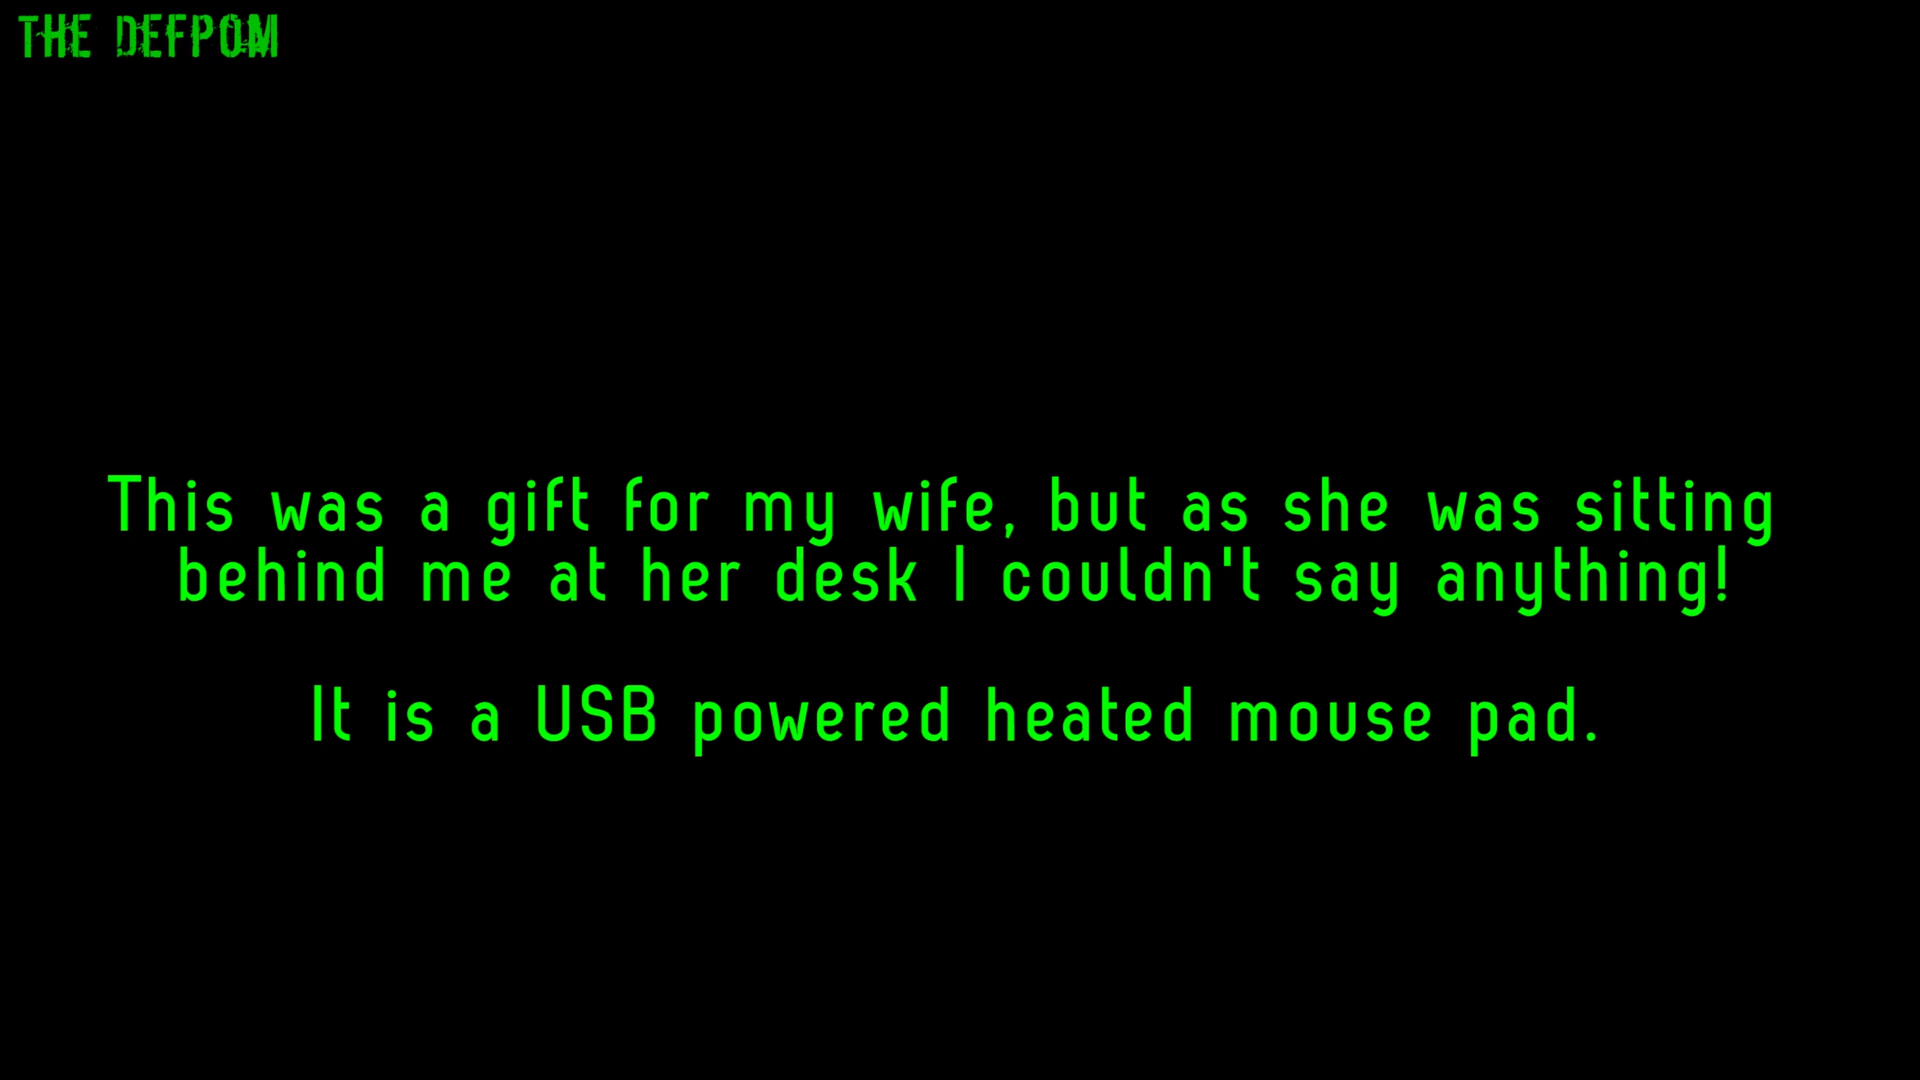 THE DEFPOM
This was a gift for my wife, but as she was sitting
behind me at her desk I couldn't say anything!
It is a USB powered heated mouse pad.